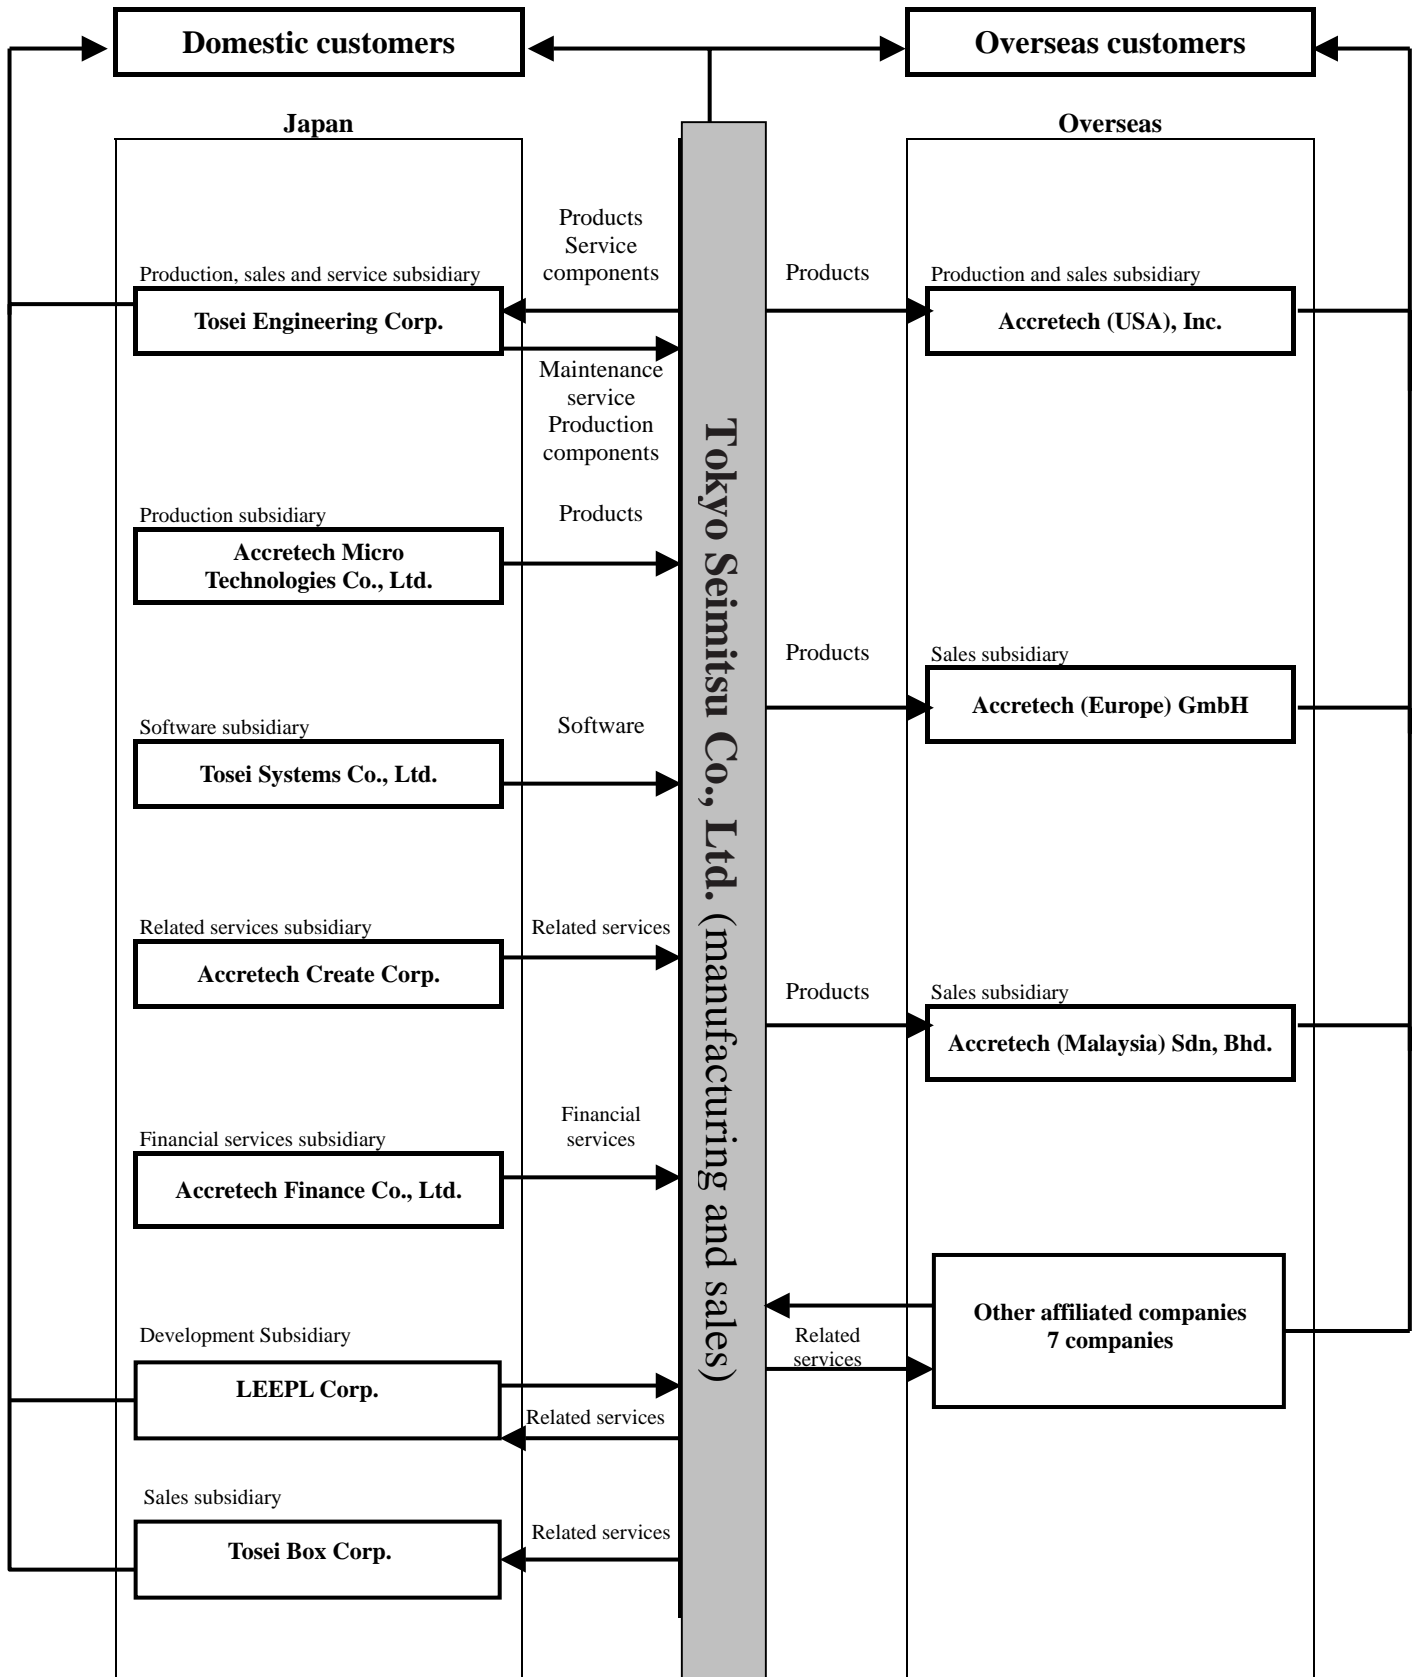 Domestic customers
Overseas customers
Japan
Overseas
Products
Service
components
Products
Production, sales and service subsidiary
Production and sales subsidiary
Tosei Engineering Corp.
Accretech (USA), Inc.
Maintenance
service
Production
components
Tokyo Seimitsu Co., Ltd. (manufacturing and sales)
Production subsidiary
Products
Accretech Micro
Technologies Co., Ltd.
Products
Sales subsidiary
Accretech (Europe) GmbH
Software subsidiary
Software
Tosei Systems Co., Ltd.
Related services subsidiary
Related services
Accretech Create Corp.
Products
Sales subsidiary
Accretech (Malaysia) Sdn, Bhd.
Financial
services
Financial services subsidiary
Accretech Finance Co., Ltd.
Other affiliated companies
7 companies
Related
services
Development Subsidiary
LEEPL Corp.
Related services
Sales subsidiary
Related services
Tosei Box Corp.